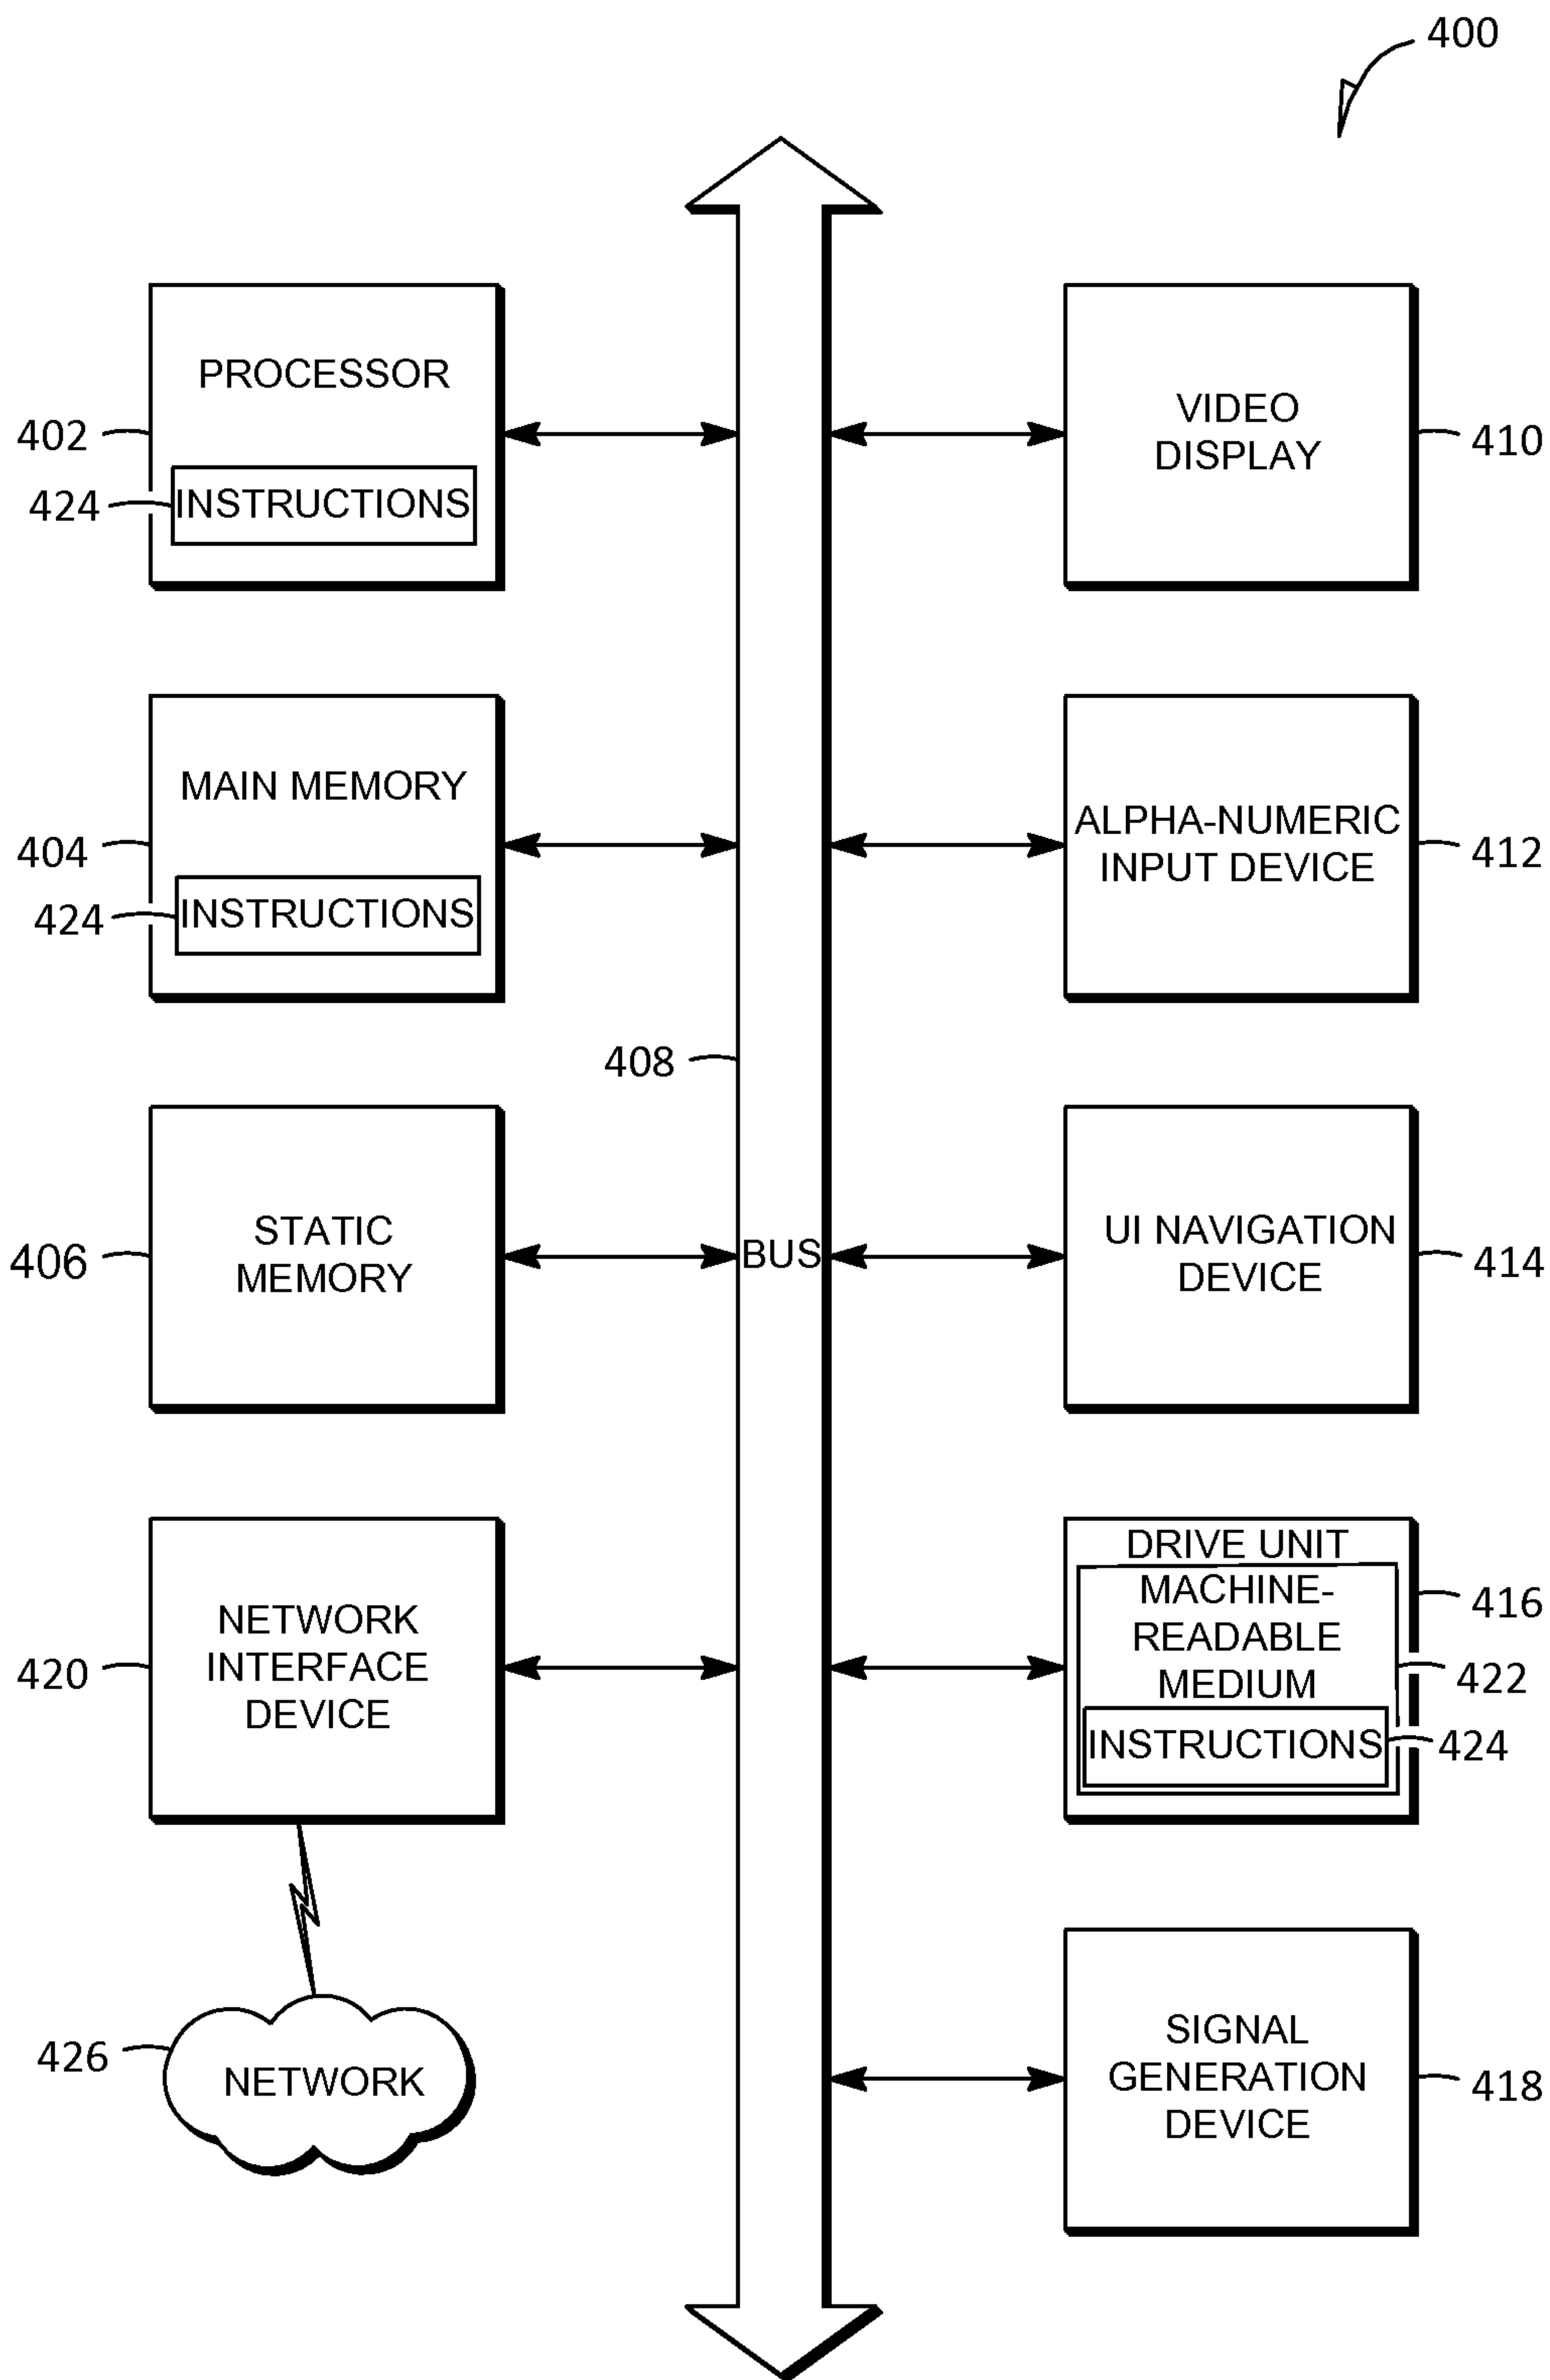 400
PROCESSOR
402
424
INSTRUCTIONS
VIDEO
DISPLAY
410
MAIN MEMORY
404
424
INSTRUCTIONS
ALPHA-NUMERIC
INPUT DEVICE
412
408
STATIC
MEMORY
406
BUS
UI NAVIGATION
DEVICE
414
NETWORK
INTERFACE
DEVICE
420
DRIVE UNIT
MACHINE-
READABLE
MEDIUM
INSTRUCTIONS
416
422
424
426
NETWORK
SIGNAL
GENERATION
DEVICE
418